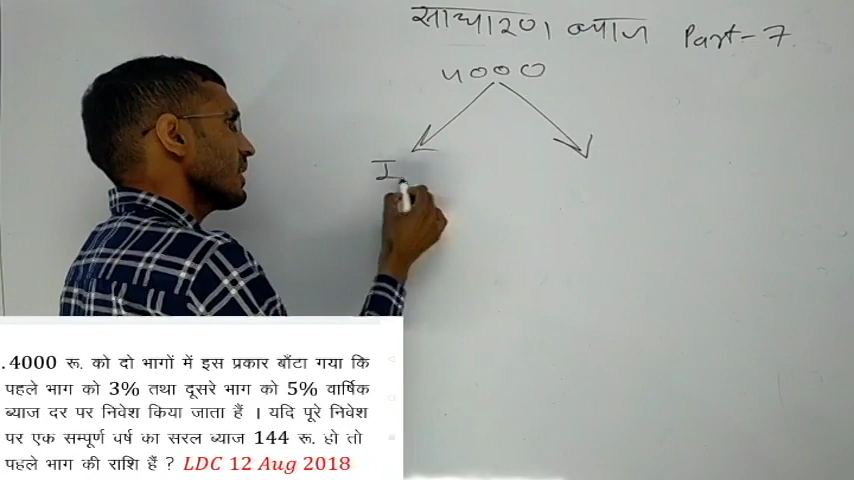 साधारण ब्याज Part-7
4000
I
.4000 रू. को दो भागों में इस प्रकार बाँटा गया कि
पहले भाग को 3% तथा दूसरे भाग को 5% वार्षिक
ब्याज दर पर निवेश किया जाता हैं । यदि पूरे निवेश
पर एक सम्पूर्ण वर्ष का सरल ब्याज 144 रू. हो तो
पहले भाग की राशि हैं ? LDC 12 Aug 2018